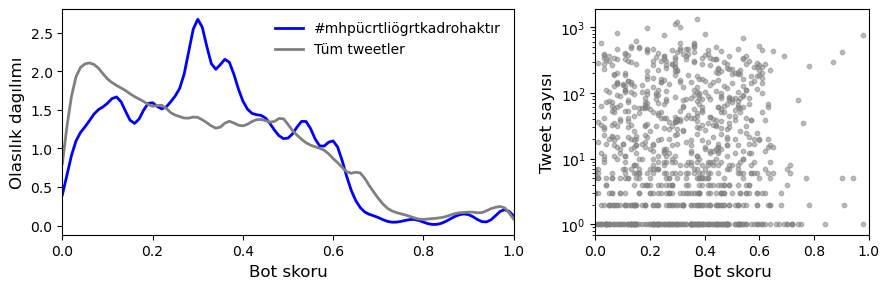 #mhpücrtliögrtkadrohaktır
Tüm tweetler
Olasılık dagılımı
2.5
2.0
1.5
1.0
0.5
0.0
0.0 0.2 0.4 0.6 0.8 1.0
Bot skoru
Tweet sayısı
10³
10²
10¹
10⁰
0.0 0.2 0.4 0.6 0.8 1.0
Bot skoru